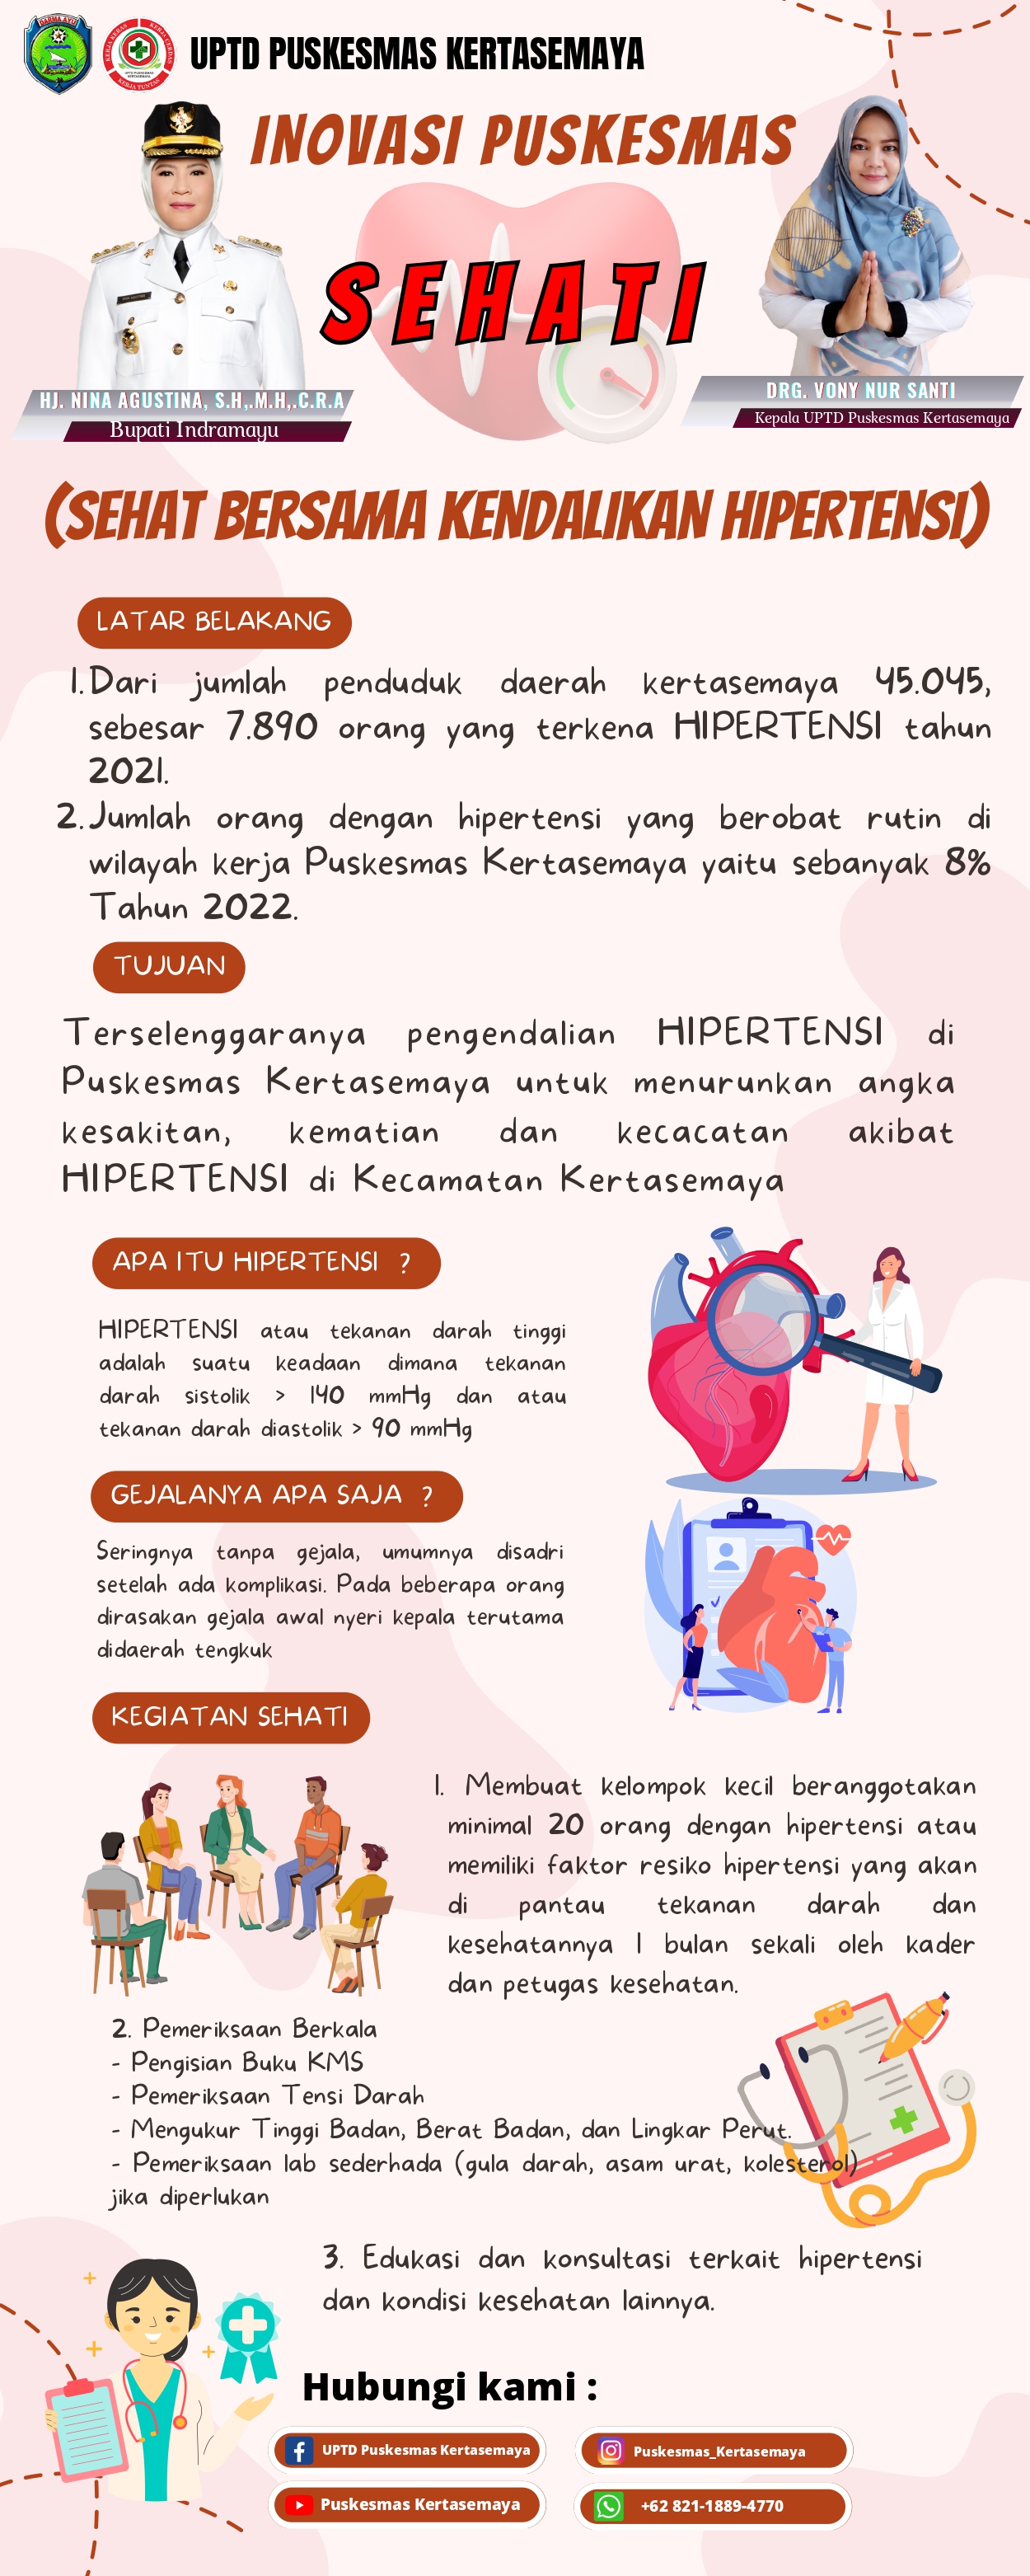 DARMA AYU
KERJA KERAS KERJA CERDAS
KERJA TUNTAS
UPTD PUSKESMAS KERTASEMAYA
INOVASI PUSKESMAS
SEHATI
HJ. NINA AGUSTINA, S.H,.M.H,.C.R.A
Bupati Indramayu
DRG. VONY NUR SANTI
Kepala UPTD Puskesmas Kertasemaya
(SEHAT BERSAMA KENDALIKAN HIPERTENSI)
LATAR BELAKANG
1. Dari jumlah penduduk daerah kertasemaya 45.045,
sebesar 7.890 orang yang terkena HIPERTENSI tahun
2021.
2. Jumlah orang dengan hipertensi yang berobat rutin di
wilayah kerja Puskesmas Kertasemaya yaitu sebanyak 8%
Tahun 2022.
TUJUAN
Terselenggaranya pengendalian HIPERTENSI di
Puskesmas Kertasemaya untuk menurunkan angka
kesakitan, kematian dan kecacatan akibat
HIPERTENSI di Kecamatan Kertasemaya
APA ITU HIPERTENSI ?
HIPERTENSI atau tekanan darah tinggi
adalah suatu keadaan dimana tekanan
darah sistolik > 140 mmHg dan atau
tekanan darah diastolik > 90 mmHg
GEJALANYA APA SAJA ?
Seringnya tanpa gejala, umumnya disadri
setelah ada komplikasi. Pada beberapa orang
dirasakan gejala awal nyeri kepala terutama
didaerah tengkuk
KEGIATAN SEHATI
1. Membuat kelompok kecil beranggotakan
minimal 20 orang dengan hipertensi atau
memiliki faktor resiko hipertensi yang akan
di pantau tekanan darah dan
kesehatannya 1 bulan sekali oleh kader
dan petugas kesehatan.
2. Pemeriksaan Berkala
- Pengisian Buku KMS
- Pemeriksaan Tensi Darah
- Mengukur Tinggi Badan, Berat Badan, dan Lingkar Perut.
- Pemeriksaan lab sederhada (gula darah, asam urat, kolesterol)
jika diperlukan
3. Edukasi dan konsultasi terkait hipertensi
dan kondisi kesehatan lainnya.
Hubungi kami :
UPTD Puskesmas Kertasemaya
Puskesmas_Kertasemaya
Puskesmas Kertasemaya
+62 821-1889-4770